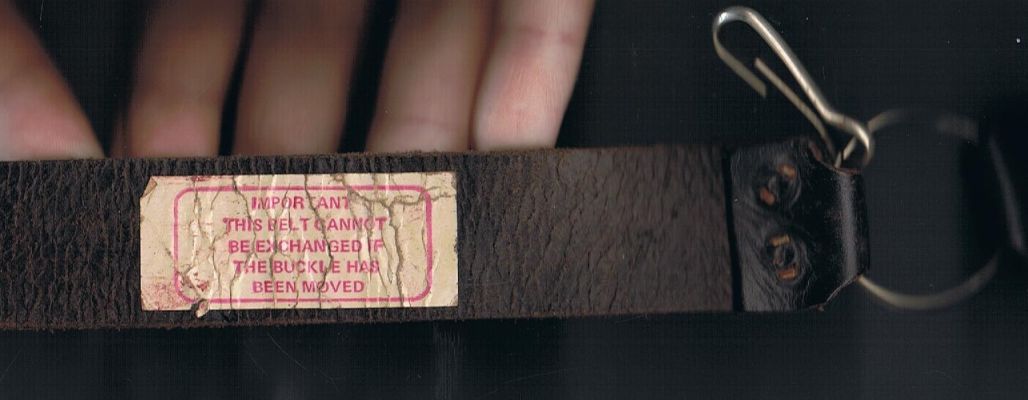 IMPORTANT
THIS BELT CANNOT
BE EXCHANGED IF
THE BUCKLE HAS
BEEN MOVED